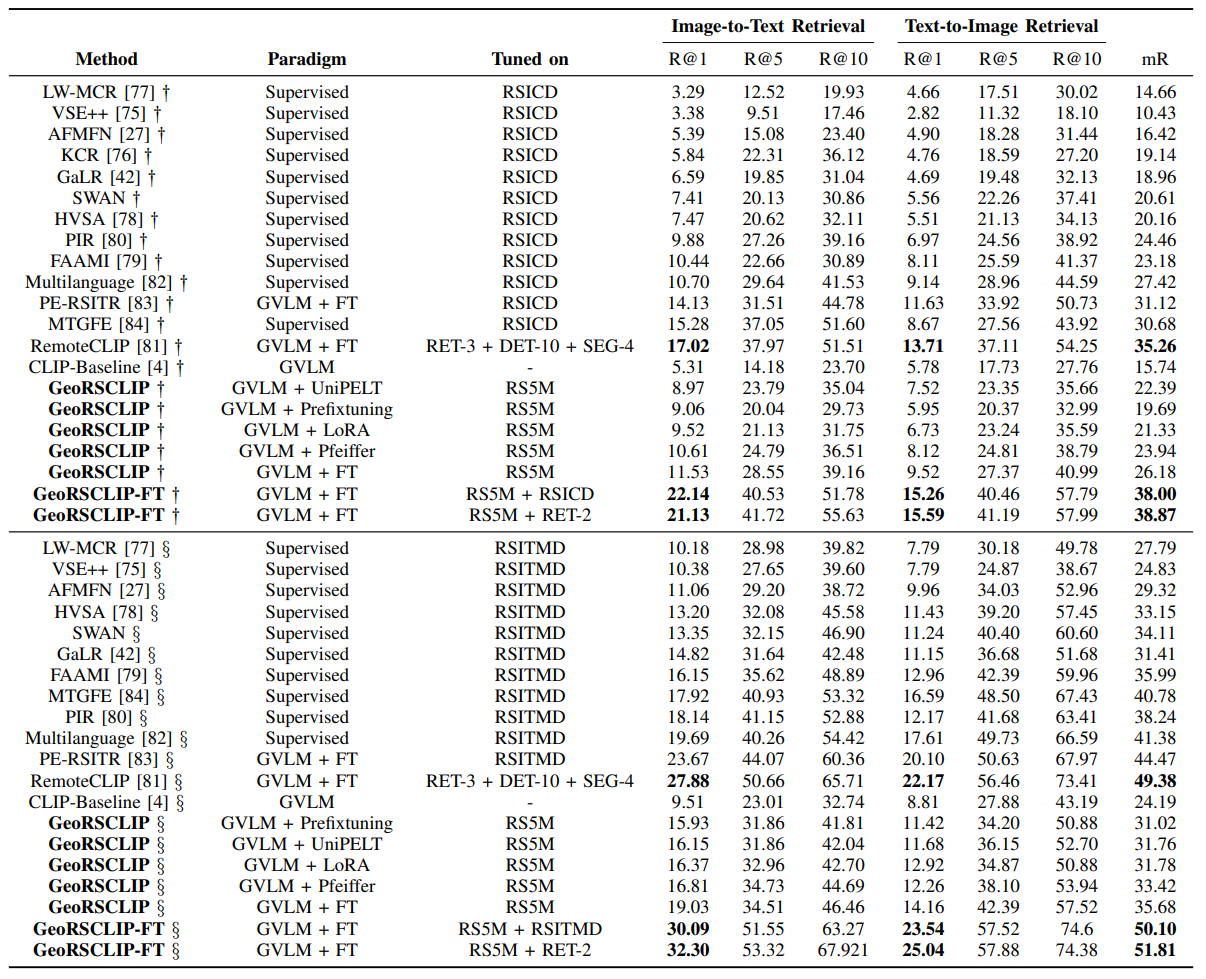 Image-to-Text Retrieval Text-to-Image Retrieval
Method Paradigm Tuned on R@1 R@5 R@10 R@1 R@5 R@10 mR
LW-MCR [77] † Supervised RSICD 3.29 12.52 19.93 4.66 17.51 30.02 14.66
VSE++ [75] † Supervised RSICD 3.38 9.51 17.46 2.82 11.32 18.10 10.43
AFMFN [27] † Supervised RSICD 5.39 15.08 23.40 4.90 18.28 31.44 16.42
KCR [76] † Supervised RSICD 5.84 22.31 36.12 4.76 18.59 27.20 19.14
GaLR [42] † Supervised RSICD 6.59 19.85 31.04 4.69 19.48 32.13 18.96
SWAN † Supervised RSICD 7.41 20.13 30.86 5.56 22.26 37.41 20.61
HVSA [78] † Supervised RSICD 7.47 20.62 32.11 5.51 21.13 34.13 20.16
PIR [80] † Supervised RSICD 9.88 27.26 39.16 6.97 24.56 38.92 24.46
FAAMI [79] † Supervised RSICD 10.44 22.66 30.89 8.11 25.59 41.37 23.18
Multilanguage [82] † Supervised RSICD 10.70 29.64 41.53 9.14 28.96 44.59 27.42
PE-RSITR [83] † GVLM + FT RSICD 14.13 31.51 44.78 11.63 33.92 50.73 31.12
MTGFE [84] † Supervised RSICD 15.28 37.05 51.60 8.67 27.56 43.92 30.68
RemoteCLIP [81] † GVLM + FT RET-3 + DET-10 + SEG-4 17.02 37.97 51.51 13.71 37.11 54.25 35.26
CLIP-Baseline [4] † GVLM - 5.31 14.18 23.70 5.78 17.73 27.76 15.74
GeoRSCLIP † GVLM + UniPELT RS5M 8.97 23.79 35.04 7.52 23.35 35.66 22.39
GeoRSCLIP † GVLM + Prefixtuning RS5M 9.06 20.04 29.73 5.95 20.37 32.99 19.69
GeoRSCLIP † GVLM + LoRA RS5M 9.52 21.13 31.75 6.73 23.24 35.59 21.33
GeoRSCLIP † GVLM + Pfeiffer RS5M 10.61 24.79 36.51 8.12 24.81 38.79 23.94
GeoRSCLIP † GVLM + FT RS5M 11.53 28.55 39.16 9.52 27.37 40.99 26.18
GeoRSCLIP-FT † GVLM + FT RS5M + RSICD 22.14 40.53 51.78 15.26 40.46 57.79 38.00
GeoRSCLIP-FT † GVLM + FT RS5M + RET-2 21.13 41.72 55.63 15.59 41.19 57.99 38.87
LW-MCR [77] § Supervised RSITMD 10.18 28.98 39.82 7.79 30.18 49.78 27.79
VSE++ [75] § Supervised RSITMD 10.38 27.65 39.60 7.79 24.87 38.67 24.83
AFMFN [27] § Supervised RSITMD 11.06 29.20 38.72 9.96 34.03 52.96 29.32
HVSA [78] § Supervised RSITMD 13.20 32.08 45.58 11.43 39.20 57.45 33.15
SWAN § Supervised RSITMD 13.35 32.15 46.90 11.24 40.40 60.60 34.11
GaLR [42] § Supervised RSITMD 14.82 31.64 42.48 11.15 36.68 51.68 31.41
FAAMI [79] § Supervised RSITMD 16.15 35.62 48.89 12.96 42.39 59.96 35.99
MTGFE [84] § Supervised RSITMD 17.92 40.93 53.32 16.59 48.50 67.43 40.78
PIR [80] § Supervised RSITMD 18.14 41.15 52.88 12.17 41.68 63.41 38.24
Multilanguage [82] § Supervised RSITMD 19.69 40.26 54.42 17.61 49.73 66.59 41.38
PE-RSITR [83] § GVLM + FT RSITMD 23.67 44.07 60.36 20.10 50.63 67.97 44.47
RemoteCLIP [81] § GVLM + FT RET-3 + DET-10 + SEG-4 27.88 50.66 65.71 22.17 56.46 73.41 49.38
CLIP-Baseline [4] § GVLM - 9.51 23.01 32.74 8.81 27.88 43.19 24.19
GeoRSCLIP § GVLM + Prefixtuning RS5M 15.93 31.86 41.81 11.42 34.20 50.88 31.02
GeoRSCLIP § GVLM + UniPELT RS5M 16.15 31.86 42.04 11.68 36.15 52.70 31.76
GeoRSCLIP § GVLM + LoRA RS5M 16.37 32.96 42.70 12.92 34.87 50.88 31.78
GeoRSCLIP § GVLM + Pfeiffer RS5M 16.81 34.73 44.69 12.26 38.10 53.94 33.42
GeoRSCLIP § GVLM + FT RS5M 19.03 34.51 46.46 14.16 42.39 57.52 35.68
GeoRSCLIP-FT § GVLM + FT RS5M + RSITMD 30.09 51.55 63.27 23.54 57.52 74.6 50.10
GeoRSCLIP-FT § GVLM + FT RS5M + RET-2 32.30 53.32 67.921 25.04 57.88 74.38 51.81